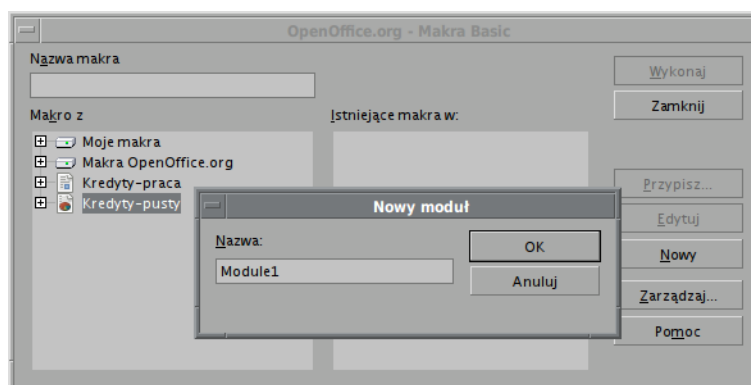 OpenOffice.org - Makra Basic
Nazwa makra
Wykonaj
Zamknij
Makro z
Istniejące makra w:
Moje makra
Makra OpenOffice.org
Kredyty-praca
Kredyty-pusty
Przypisz...
Edytuj
Nowy
Zarządzaj...
Pomoc
Nowy moduł
Nazwa:
Module1
OK
Anuluj